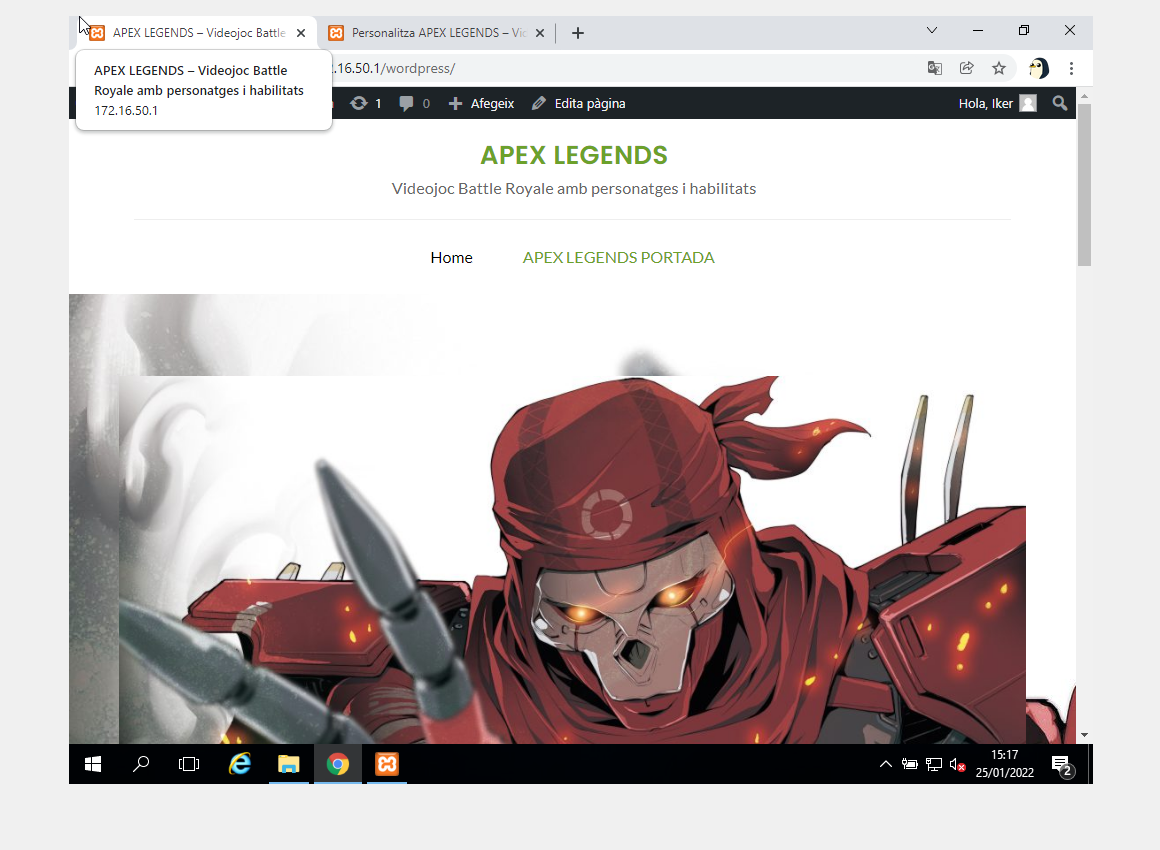 APEX LEGENDS – Videojoc Battle
Personalitza APEX LEGENDS – Vic
APEX LEGENDS – Videojoc Battle
Royale amb personatges i habilitats
172.16.50.1
.16.50.1/wordpress/
1
0
Afegeix
Edita pàgina
Hola, Iker
APEX LEGENDS
Videojoc Battle Royale amb personatges i habilitats
Home
APEX LEGENDS PORTADA
15:17
25/01/2022
2